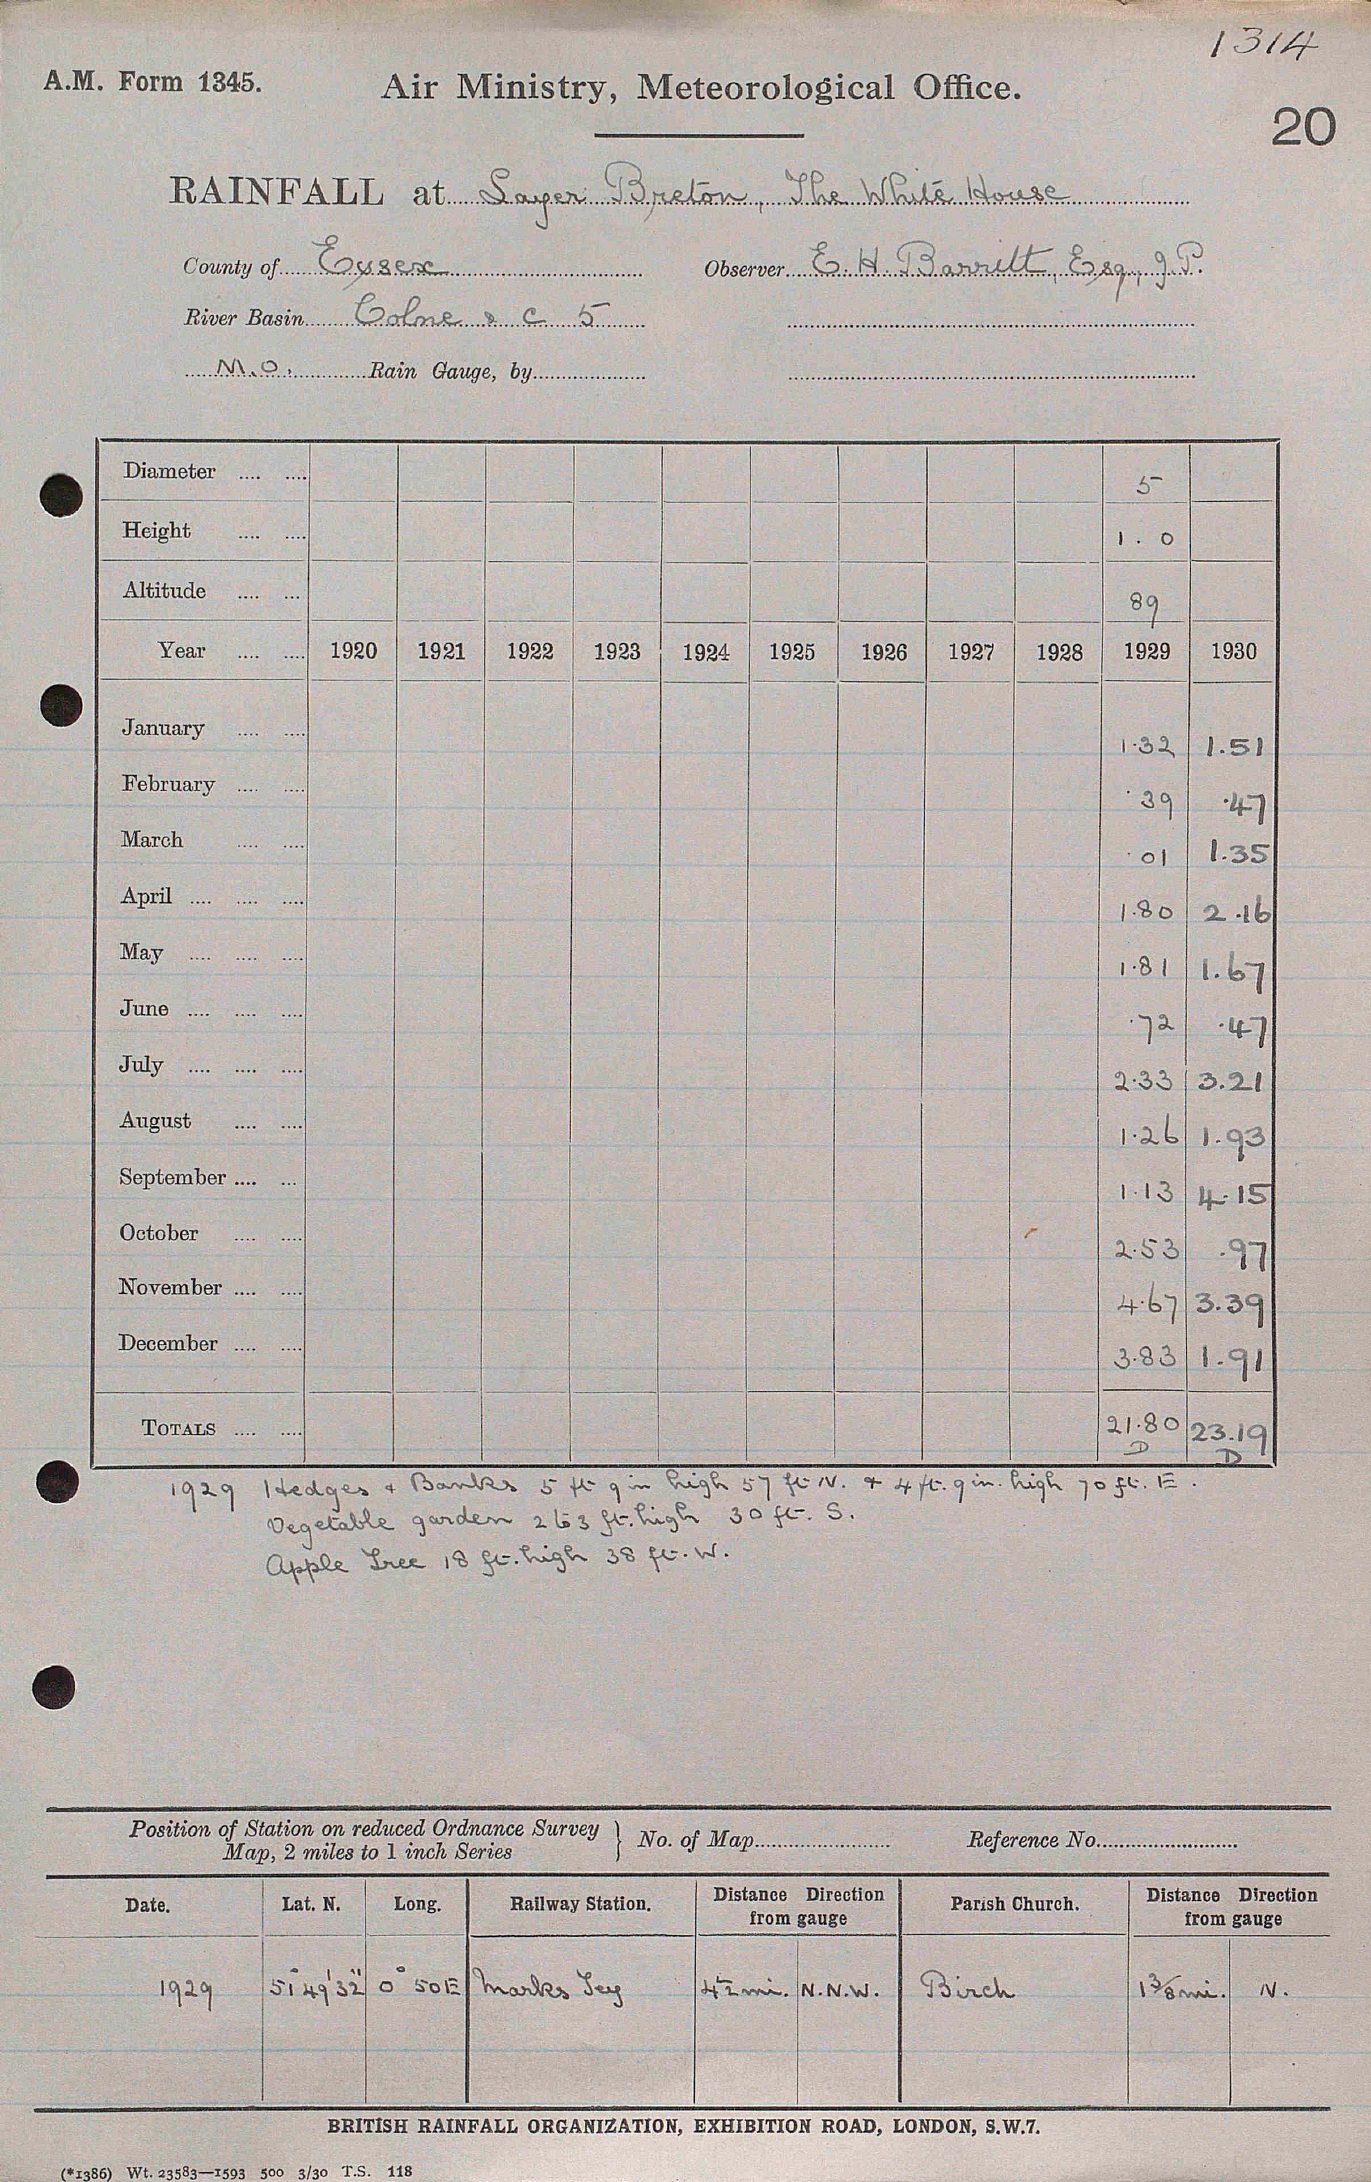 1314
A.M. Form 1345. Air Ministry, Meteorological Office.
20
RAINFALL at Layer Breton, The White House
County of Essex Observer E. H. Barritt, Esq., J.P.
River Basin Colne & C 5
M.O. Rain Gauge, by
Diameter 5
Height 1.0
Altitude 89
Year 1920 1921 1922 1923 1924 1925 1926 1927 1928 1929 1930
January 1.32 1.51
February .39 .47
March .01 1.35
April 1.80 2.16
May 1.81 1.67
June .72 .47
July 2.33 3.21
August 1.26 1.93
September 1.13 4.15
October 2.53 .97
November 4.67 3.39
December 3.83 1.91
TOTALS 21.80 23.19
D D
1929 Hedges & Banks 5 ft 9 in high 57 ft N. & 4 ft. 9 in. high 70 ft. E.
Vegetable garden 2 to 3 ft. high 30 ft. S.
Apple Tree 18 ft. high 38 ft. W.
Position of Station on reduced Ordnance Survey Map, 2 miles to 1 inch Series } No. of Map Reference No.
Date. Lat. N. Long. Railway Station. Distance Direction from gauge Parish Church. Distance Direction from gauge
1929 51°49'32" 0° 50E Marks Tey 4½ mi. N.N.W. Birch 1⅜ mi. N.
BRITISH RAINFALL ORGANIZATION, EXHIBITION ROAD, LONDON, S.W.7.
(*1386) Wt. 23583—1593 500 3/30 T.S. 118